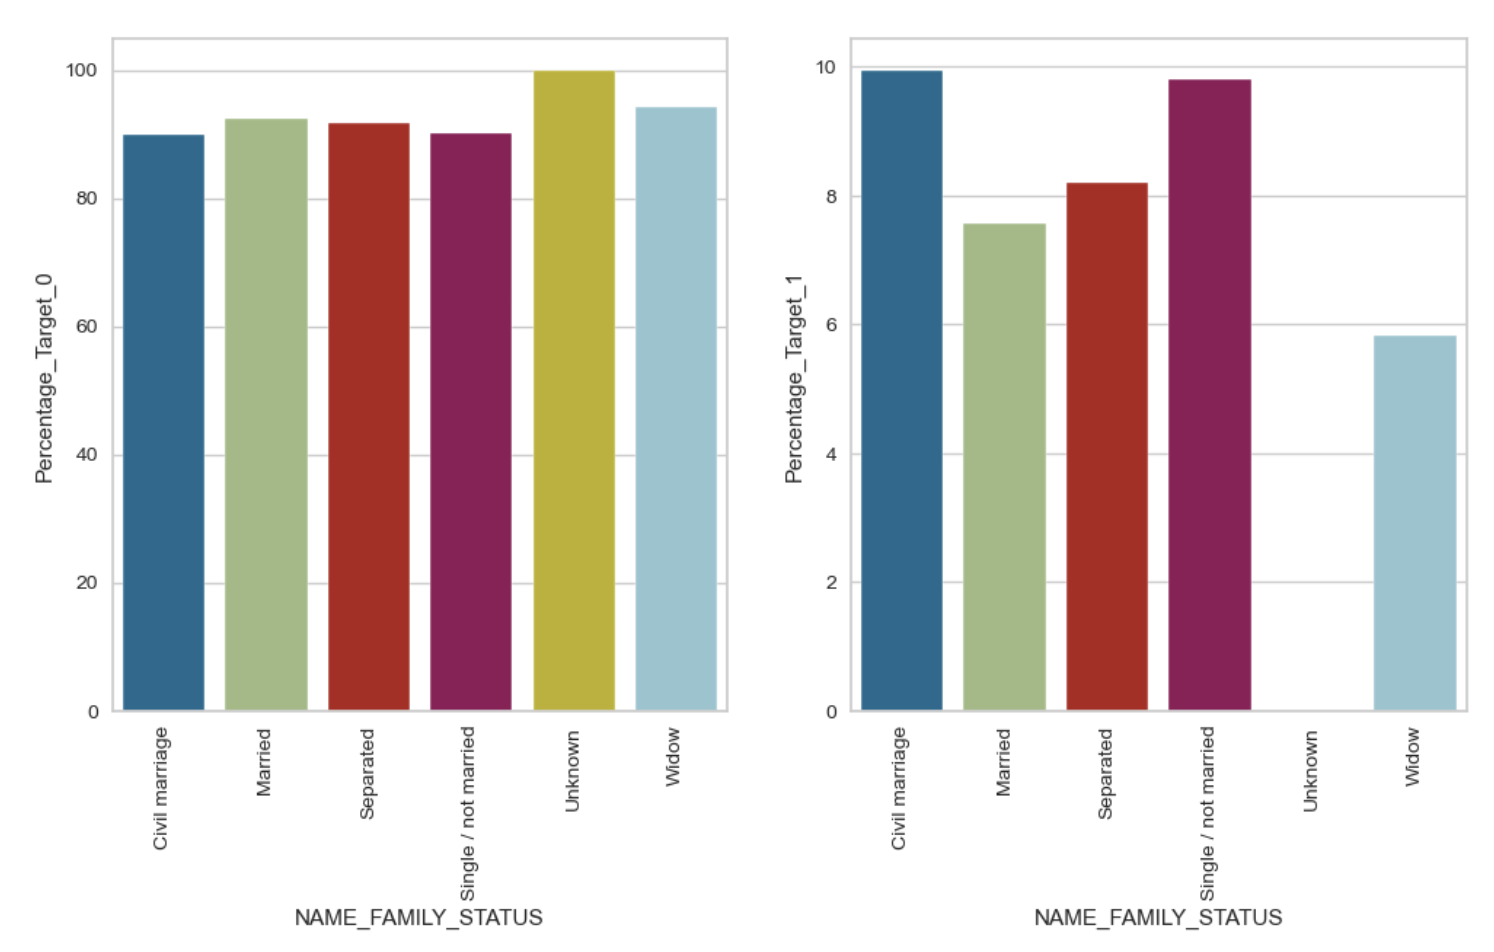 100
80
60
40
20
0
Percentage_Target_0
Civil marriage
Married
Separated
Single / not married
Unknown
Widow
NAME_FAMILY_STATUS
10
8
6
4
2
0
Percentage_Target_1
Civil marriage
Married
Separated
Single / not married
Unknown
Widow
NAME_FAMILY_STATUS